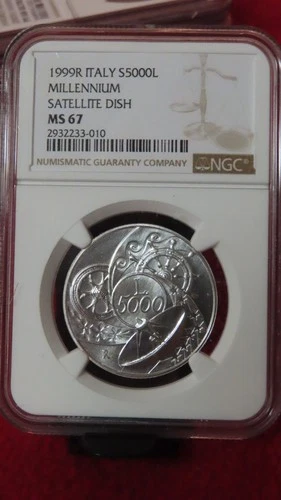 1999R ITALY S5000L
MILLENNIUM
SATELLITE DISH
MS 67
2932233-010
NUMISMATIC GUARANTY COMPANY
NGC
5000
R